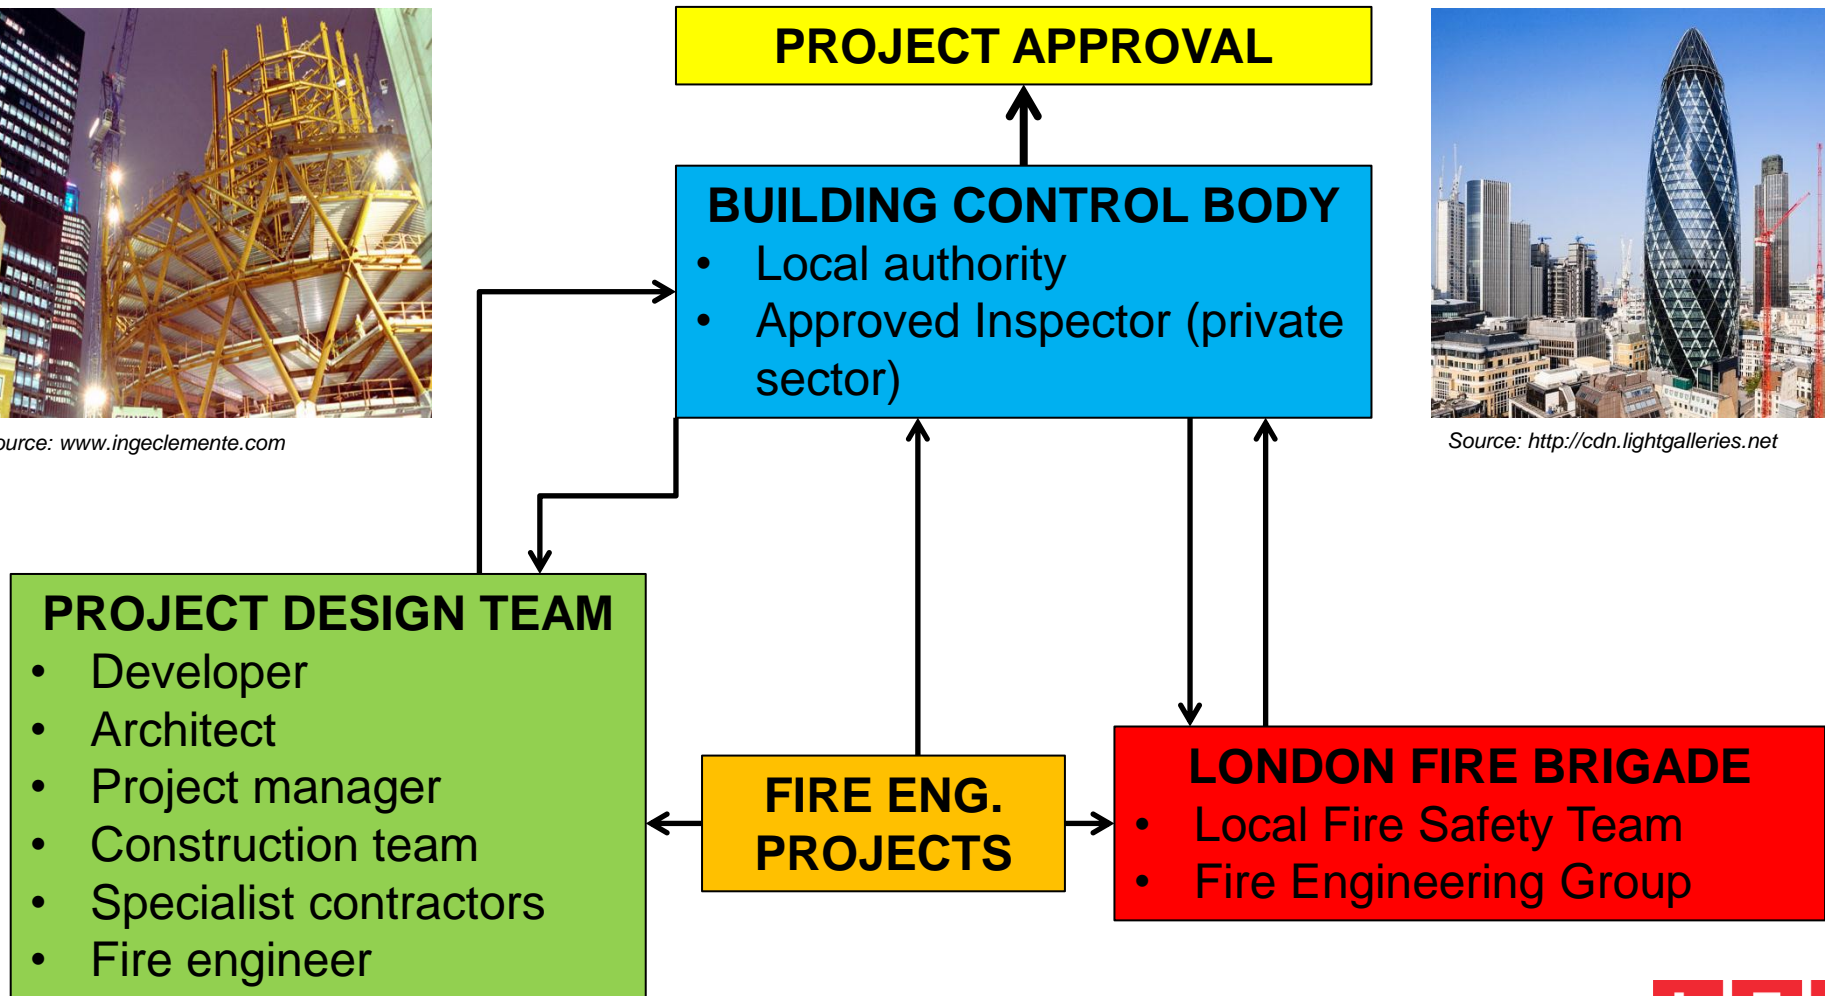 PROJECT APPROVAL
BUILDING CONTROL BODY
• Local authority
• Approved Inspector (private
sector)
ource: www.ingeclemente.com
Source: http://cdn.lightgalleries.net
PROJECT DESIGN TEAM
• Developer
• Architect
• Project manager
• Construction team
• Specialist contractors
• Fire engineer
FIRE ENG.
PROJECTS
LONDON FIRE BRIGADE
• Local Fire Safety Team
• Fire Engineering Group